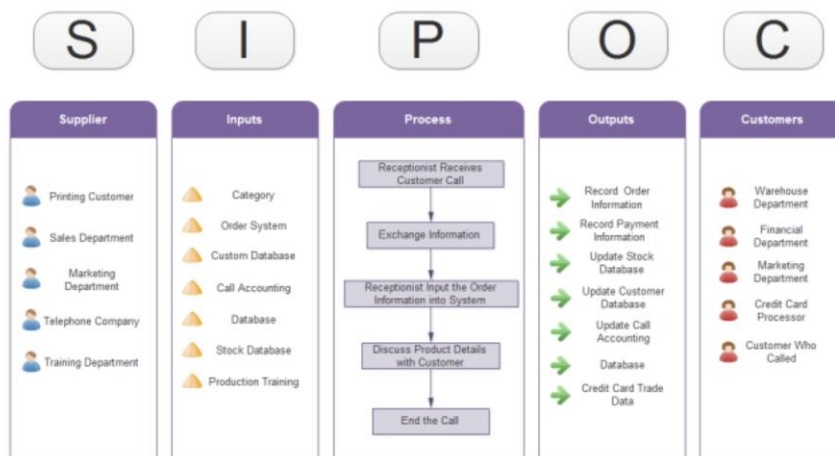 S
I
P
O
C
Supplier
Printing Customer
Sales Department
Marketing
Department
Telephone Company
Training Department
Inputs
Category
Order System
Custom Database
Call Accounting
Database
Stock Database
Production Training
Process
Receptionist Receives
Customer Call
Exchange Information
Receptionist Input the Order
Information into System
Discuss Product Details
with Customer
End the Call
Outputs
Record Order
Information
Record Payment
Information
Update Stock
Database
Update Customer
Database
Update Call
Accounting
Database
Credit Card Trade
Data
Customers
Warehouse
Department
Financial
Department
Marketing
Department
Credit Card
Processor
Customer Who
Called